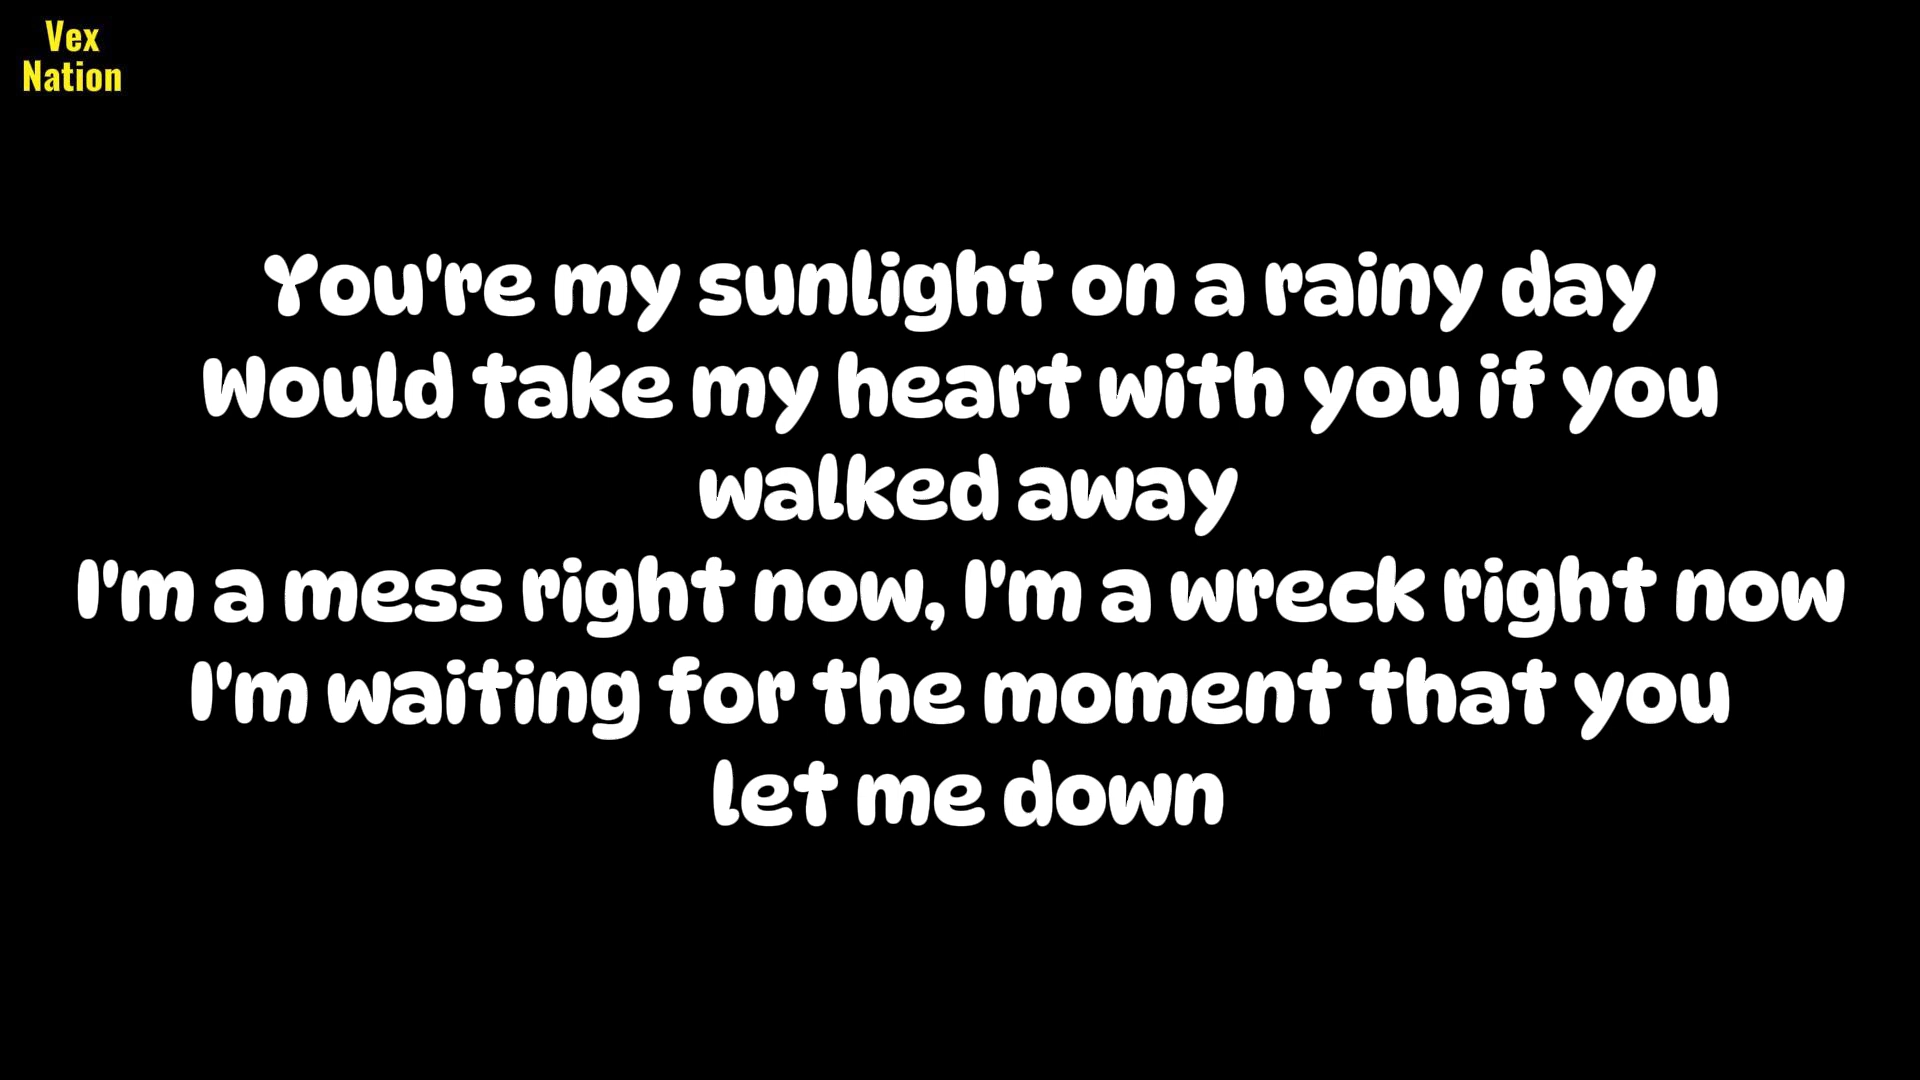 Vex
Nation
You're my sunlight on a rainy day
Would take my heart with you if you
walked away
I'm a mess right now, I'm a wreck right now
I'm waiting for the moment that you
let me down